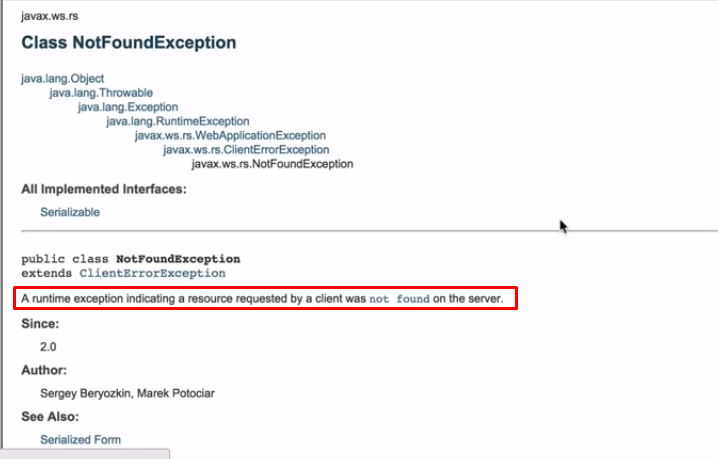 javax.ws.rs
Class NotFoundException
java.lang.Object
java.lang.Throwable
java.lang.Exception
java.lang.RuntimeException
javax.ws.rs.WebApplicationException
javax.ws.rs.ClientErrorException
javax.ws.rs.NotFoundException
All Implemented Interfaces:
Serializable
public class NotFoundException
extends ClientErrorException
A runtime exception indicating a resource requested by a client was not found on the server.
Since:
2.0
Author:
Sergey Beryozkin, Marek Potociar
See Also:
Serialized Form